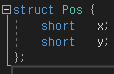 struct Pos {
    short   x;
    short   y;
};